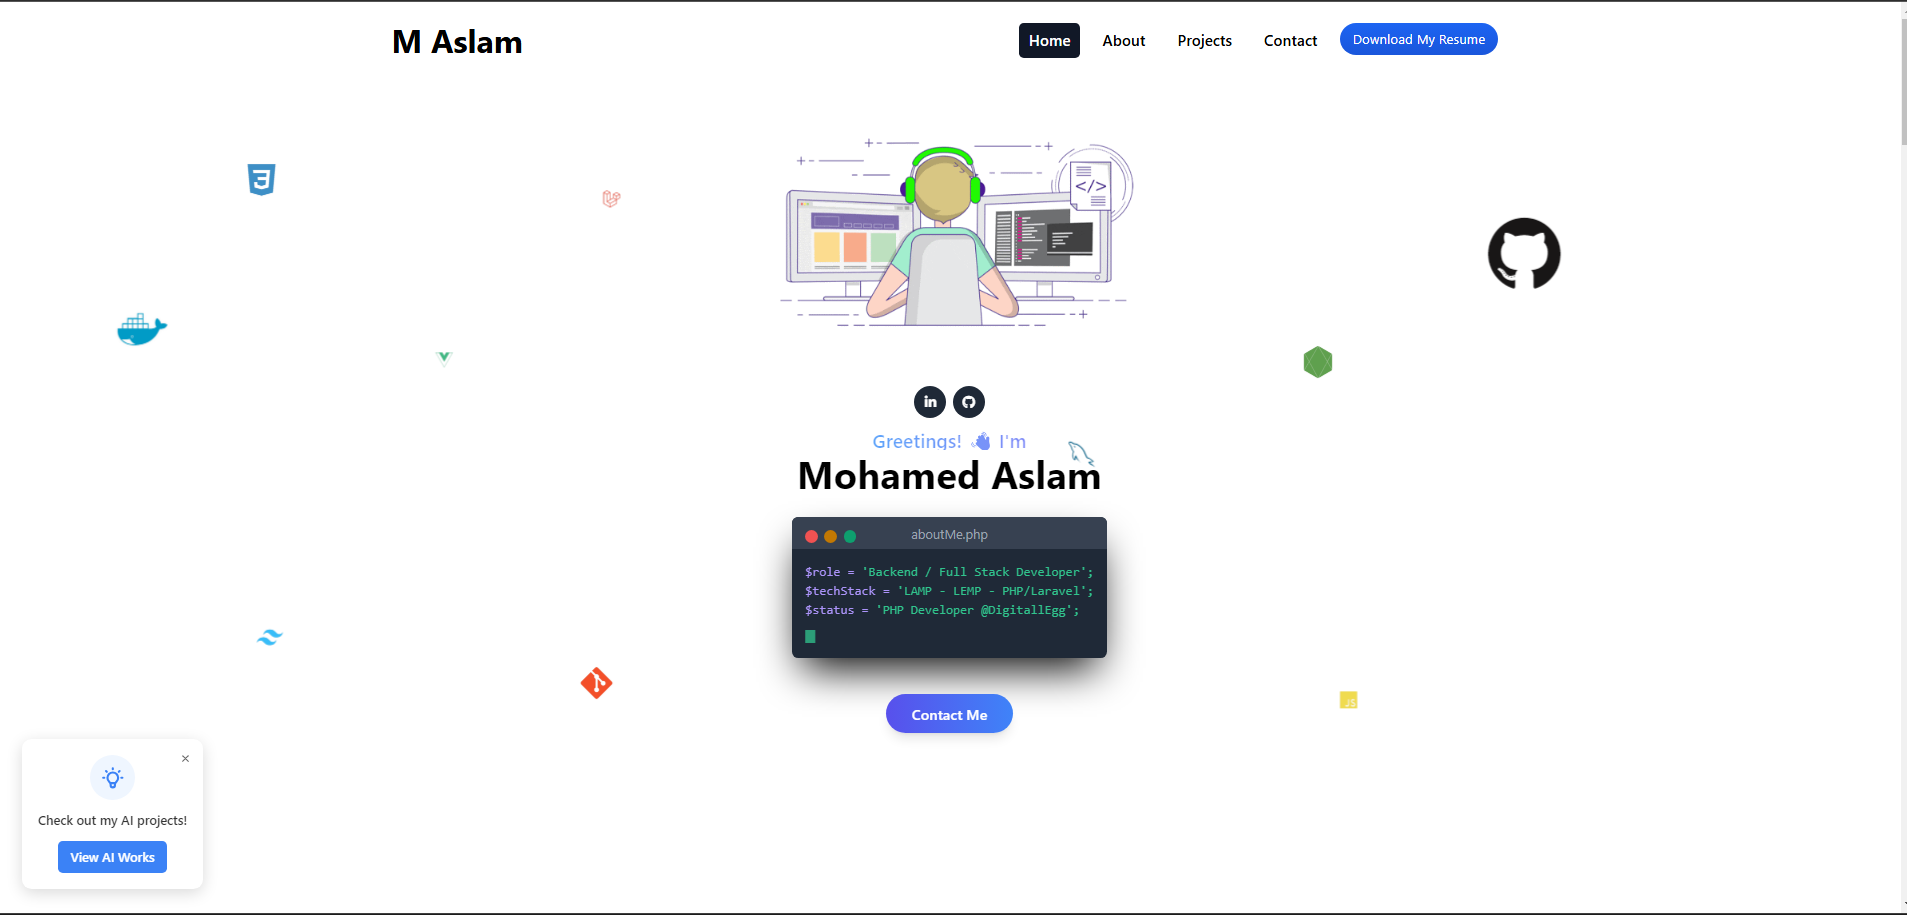 M Aslam
Home About Projects Contact Download My Resume
3
</>
in
Greetings! 👋 I'm
Mohamed Aslam
aboutMe.php
$role = 'Backend / Full Stack Developer';
$techStack = 'LAMP - LEMP - PHP/Laravel';
$status = 'PHP Developer @DigitallEgg';
JS
Contact Me
×
Check out my AI projects!
View AI Works